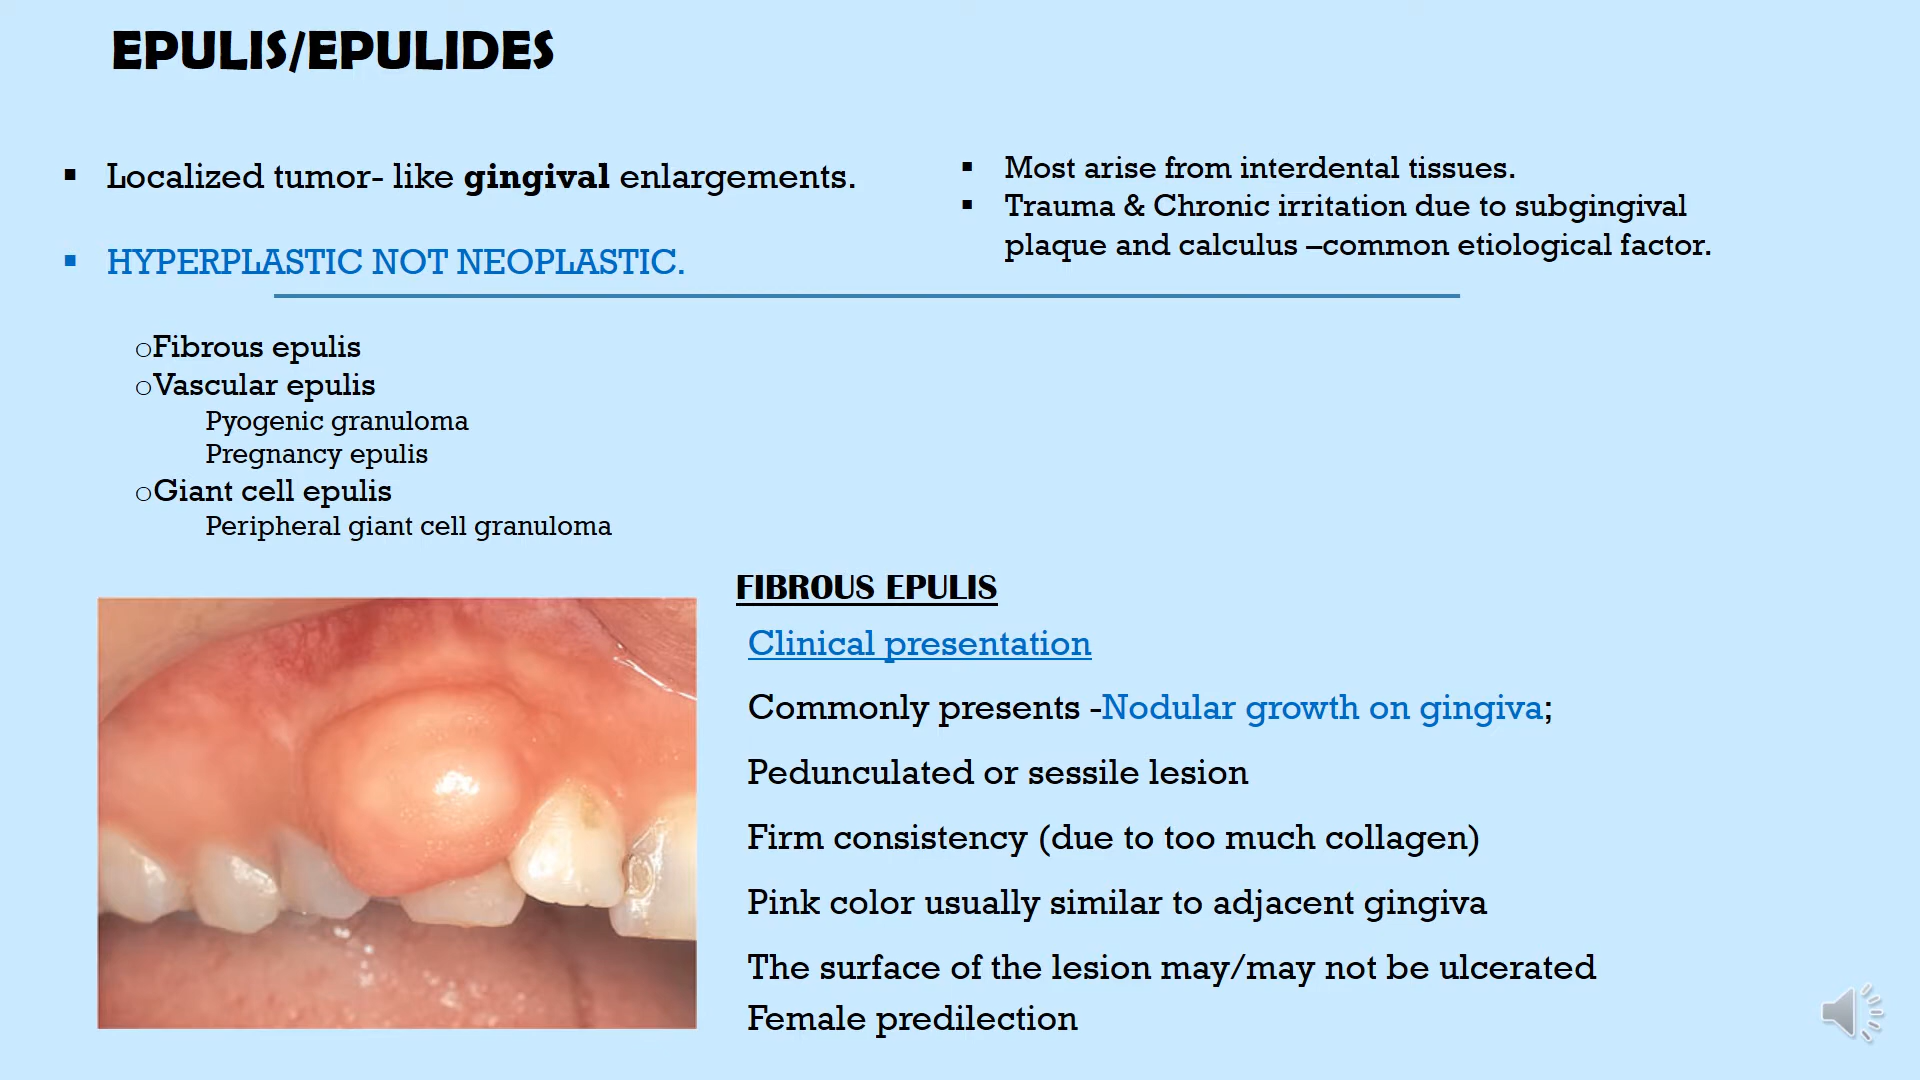 EPULIS/EPULIDES
▪ Localized tumor- like gingival enlargements.
▪ HYPERPLASTIC NOT NEOPLASTIC.
▪ Most arise from interdental tissues.
▪ Trauma & Chronic irritation due to subgingival
plaque and calculus –common etiological factor.
oFibrous epulis
oVascular epulis
Pyogenic granuloma
Pregnancy epulis
oGiant cell epulis
Peripheral giant cell granuloma
FIBROUS EPULIS
Clinical presentation
Commonly presents -Nodular growth on gingiva;
Pedunculated or sessile lesion
Firm consistency (due to too much collagen)
Pink color usually similar to adjacent gingiva
The surface of the lesion may/may not be ulcerated
Female predilection